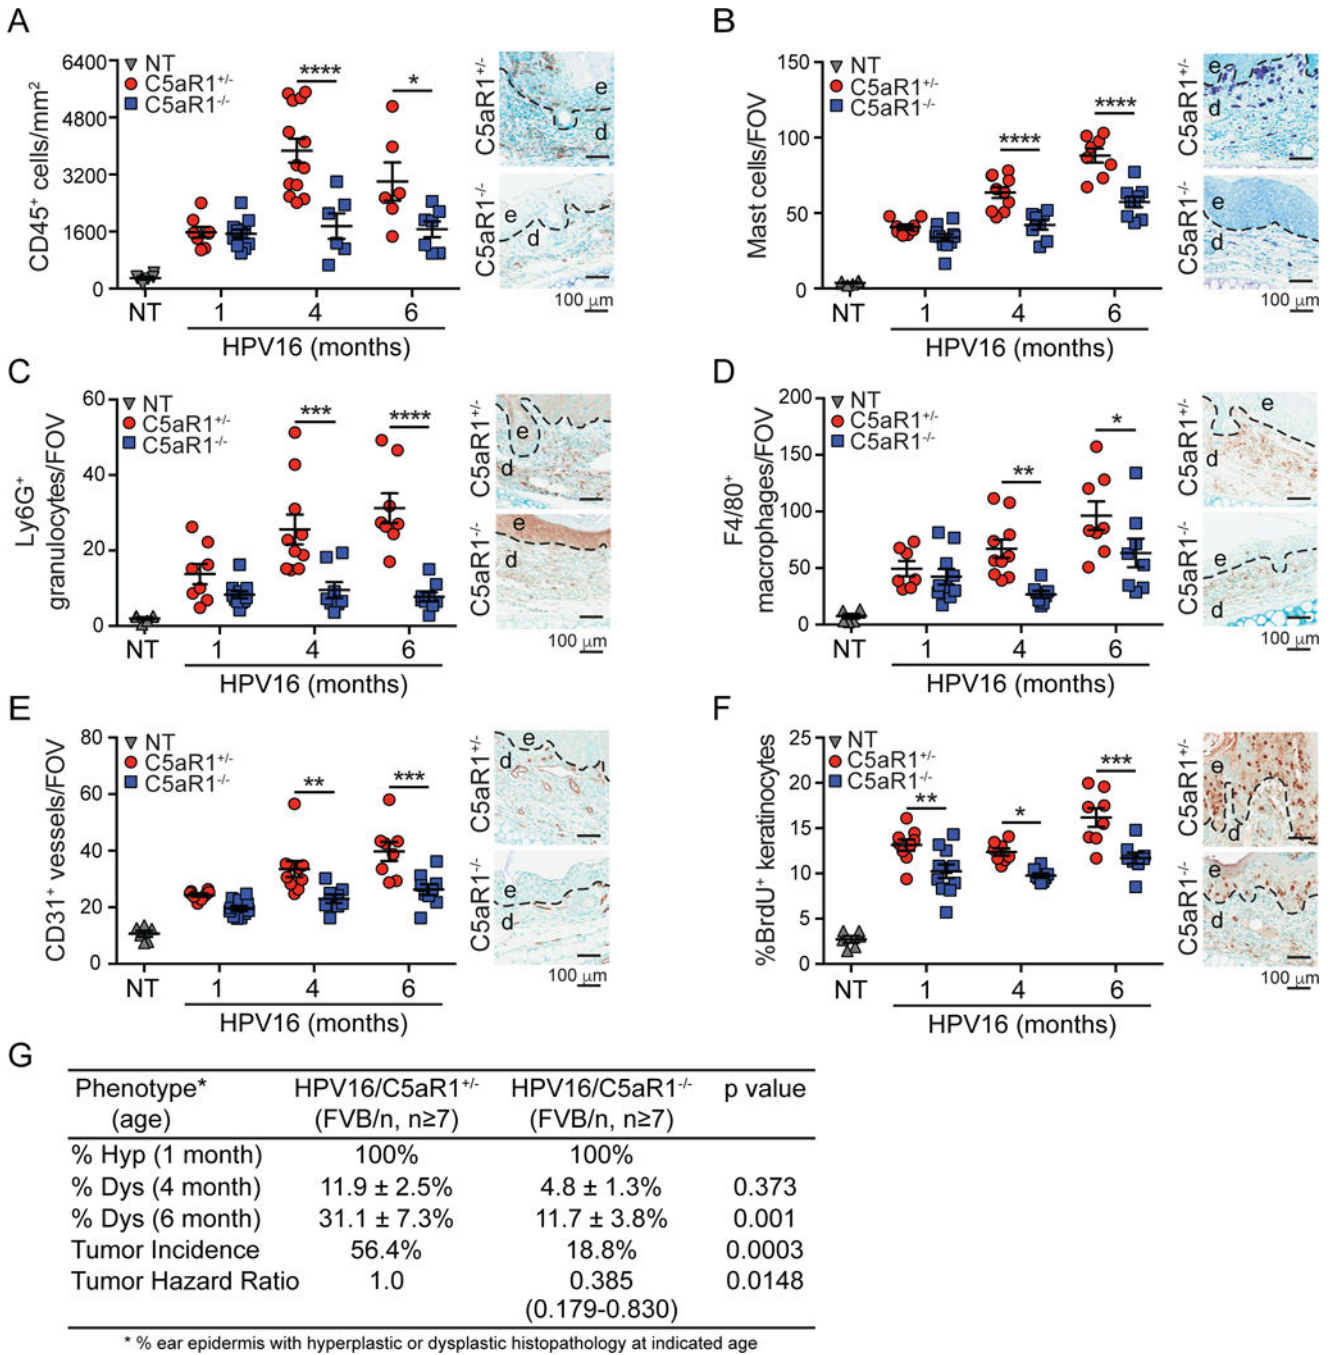 A
CD45+ cells/mm2
6400
4800
3200
1600
0
NT
C5aR1+/-
C5aR1-/-
****
*
NT
1
4
6
HPV16 (months)
C5aR1+/-
e
d
C5aR1-/-
e
d
100 µm
B
Mast cells/FOV
150
100
50
0
NT
C5aR1+/-
C5aR1-/-
****
****
NT
1
4
6
HPV16 (months)
C5aR1+/-
e
d
C5aR1-/-
e
d
100 µm
C
Ly6G+
granulocytes/FOV
60
40
20
0
NT
C5aR1+/-
C5aR1-/-
***
****
NT
1
4
6
HPV16 (months)
C5aR1+/-
e
d
C5aR1-/-
e
d
100 µm
D
F4/80+
macrophages/FOV
200
150
100
50
0
NT
C5aR1+/-
C5aR1-/-
**
*
NT
1
4
6
HPV16 (months)
C5aR1+/-
e
d
C5aR1-/-
e
d
100 µm
E
CD31+ vessels/FOV
80
60
40
20
0
NT
C5aR1+/-
C5aR1-/-
**
***
NT
1
4
6
HPV16 (months)
C5aR1+/-
e
d
C5aR1-/-
e
d
100 µm
F
%BrdU+ keratinocytes
25
20
15
10
5
0
NT
C5aR1+/-
C5aR1-/-
**
*
***
NT
1
4
6
HPV16 (months)
C5aR1+/-
e
d
C5aR1-/-
e
d
100 µm
G
Phenotype* HPV16/C5aR1+/- HPV16/C5aR1-/- p value
(age) (FVB/n, n≥7) (FVB/n, n≥7)
% Hyp (1 month) 100% 100%
% Dys (4 month) 11.9 ± 2.5% 4.8 ± 1.3% 0.373
% Dys (6 month) 31.1 ± 7.3% 11.7 ± 3.8% 0.001
Tumor Incidence 56.4% 18.8% 0.0003
Tumor Hazard Ratio 1.0 0.385 0.0148
(0.179-0.830)
* % ear epidermis with hyperplastic or dysplastic histopathology at indicated age